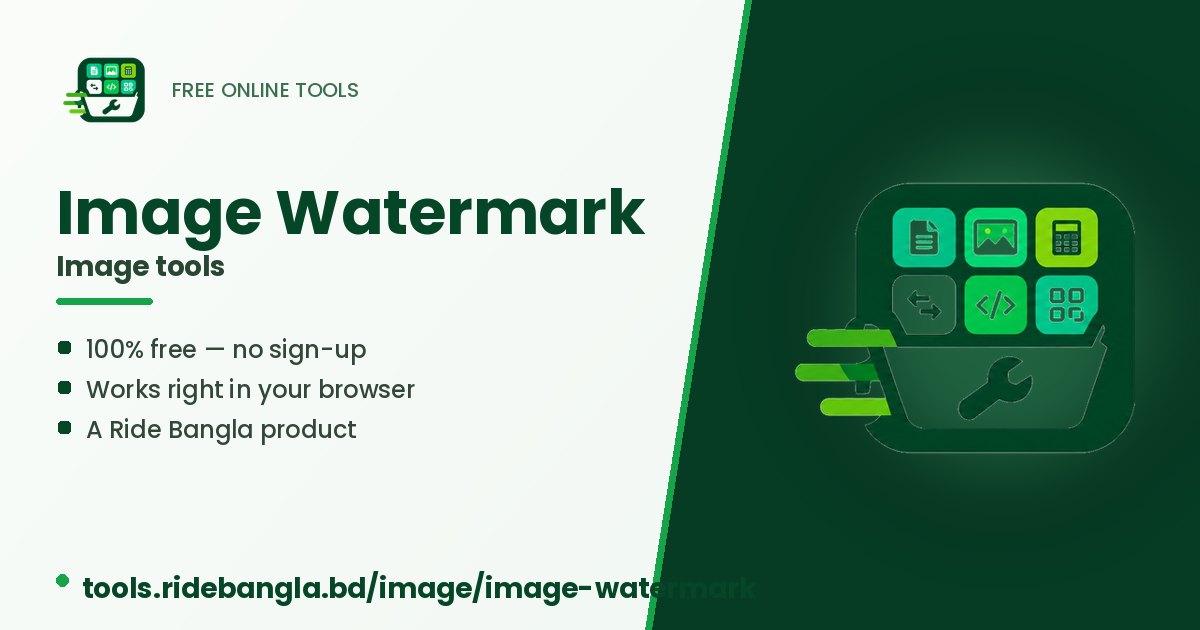 FREE ONLINE TOOLS
Image Watermark
Image tools
100% free — no sign-up
Works right in your browser
A Ride Bangla product
tools.ridebangla.bd/image/image-watermark